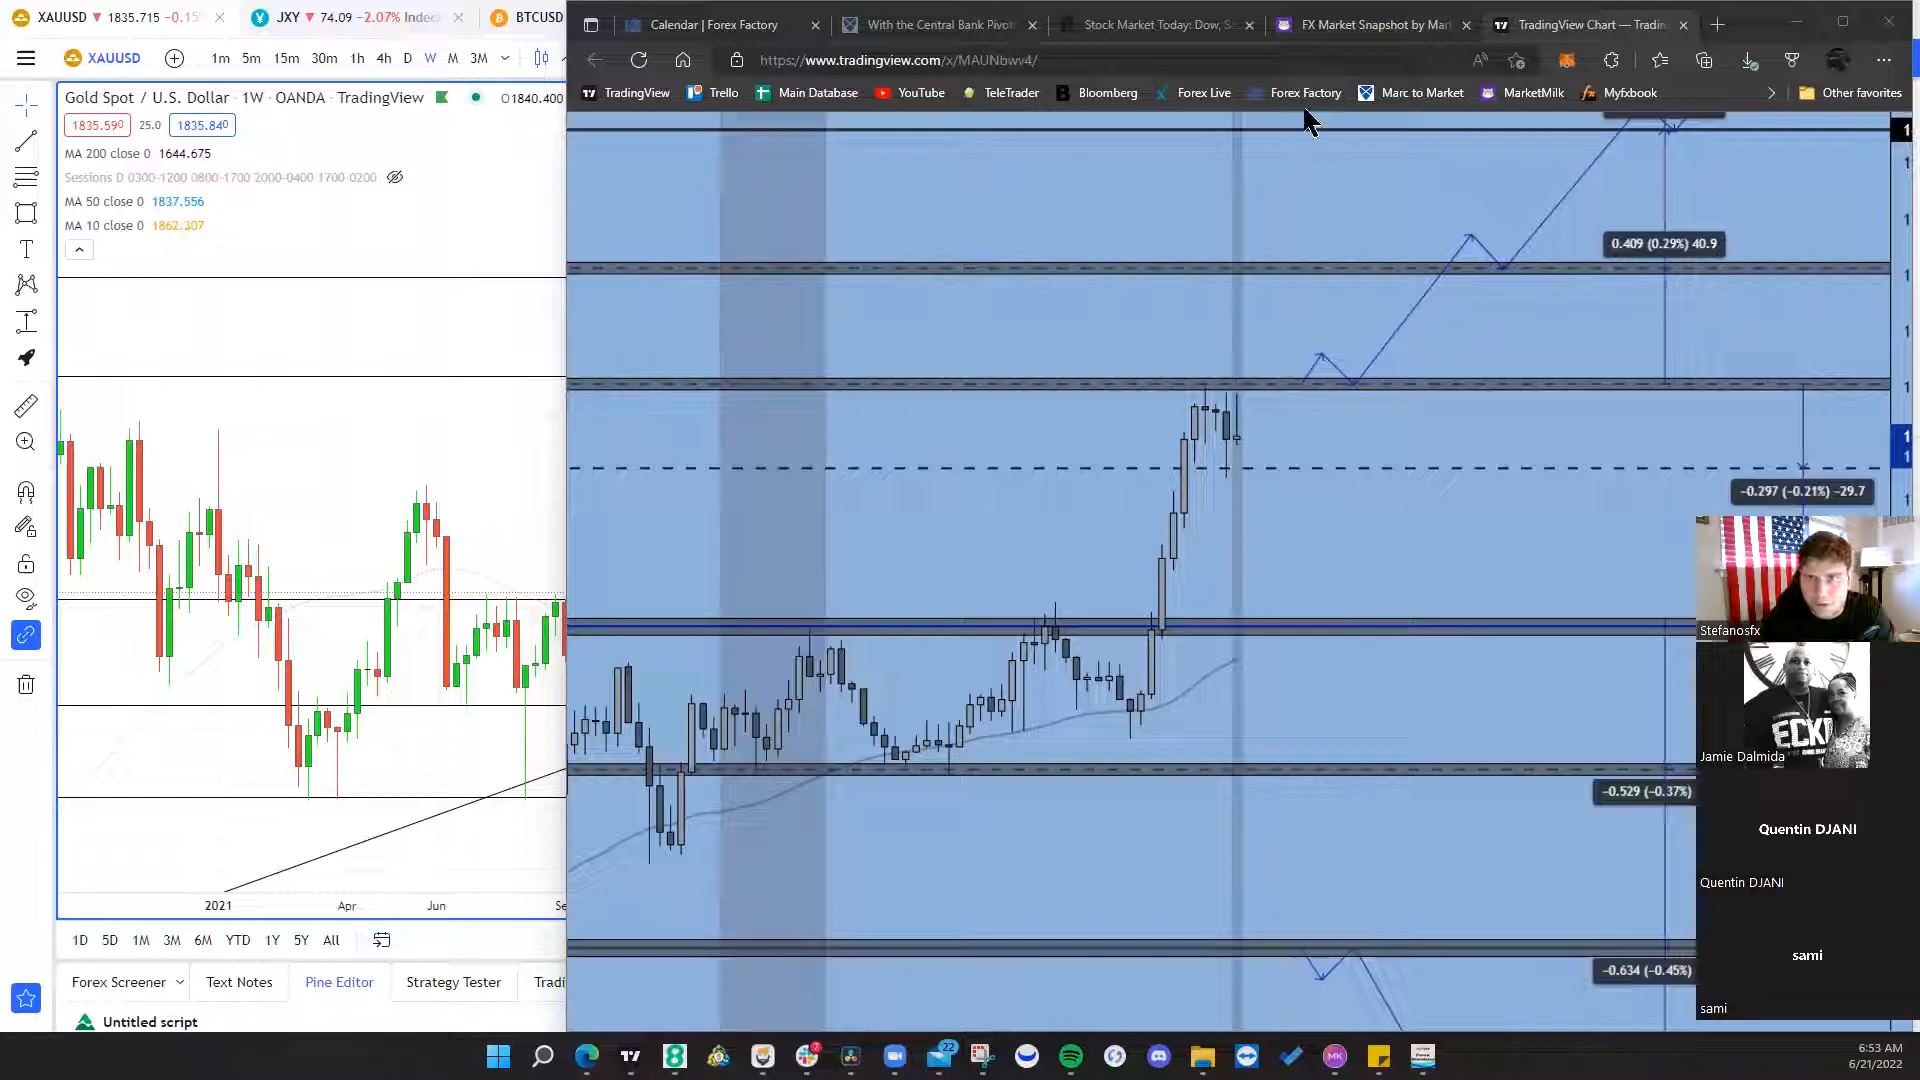 XAUUSD ▼ 1835.715 −0.15
JXY ▼ 74.09 −2.07% Indec
BTCUSD
Calendar | Forex Factory
With the Central Bank Pivot
Stock Market Today: Dow, S
FX Market Snapshot by Mar
TradingView Chart — Tradin
XAUUSD
1m 5m 15m 30m 1h 4h D W M 3M
https://www.tradingview.com/x/MAUNbwv4/
TradingView
Trello
Main Database
YouTube
TeleTrader
Bloomberg
Forex Live
Forex Factory
Marc to Market
MarketMilk
Myfxbook
Other favorites
Gold Spot / U.S. Dollar · 1W · OANDA · TradingView
O1840.400
1835.590 25.0 1835.840
MA 200 close 0 1644.675
Sessions D 0300-1200 0800-1700 2000-0400 1700-0200
MA 50 close 0 1837.556
MA 10 close 0 1862.307
0.409 (0.29%) 40.9
−0.297 (−0.21%) −29.7
−0.529 (−0.37%)
−0.634 (−0.45%)
Stefanosfx
ECKŌ
Jamie Dalmida
Quentin DJANI
Quentin DJANI
sami
sami
2021 Apr Jun Se
1D 5D 1M 3M 6M YTD 1Y 5Y All
Forex Screener
Text Notes
Pine Editor
Strategy Tester
Tradi
Untitled script
7
22
MK
6:53 AM
6/21/2022